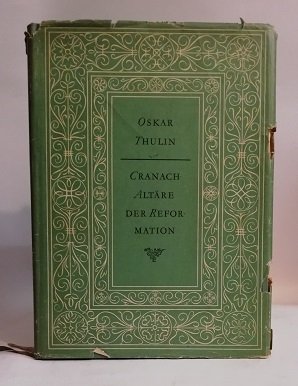 OSKAR
THULIN
CRANACH
ALTÄRE
DER REFOR-
MATION